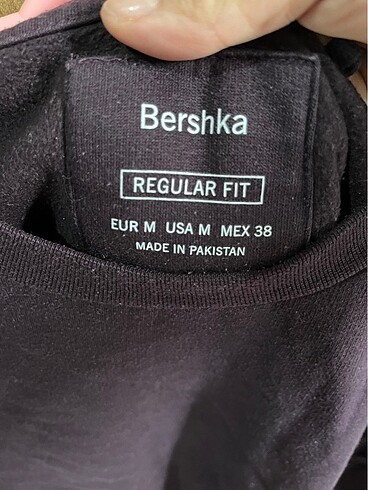 Bershka
REGULAR FIT
EUR M USA M MEX 38
MADE IN PAKISTAN